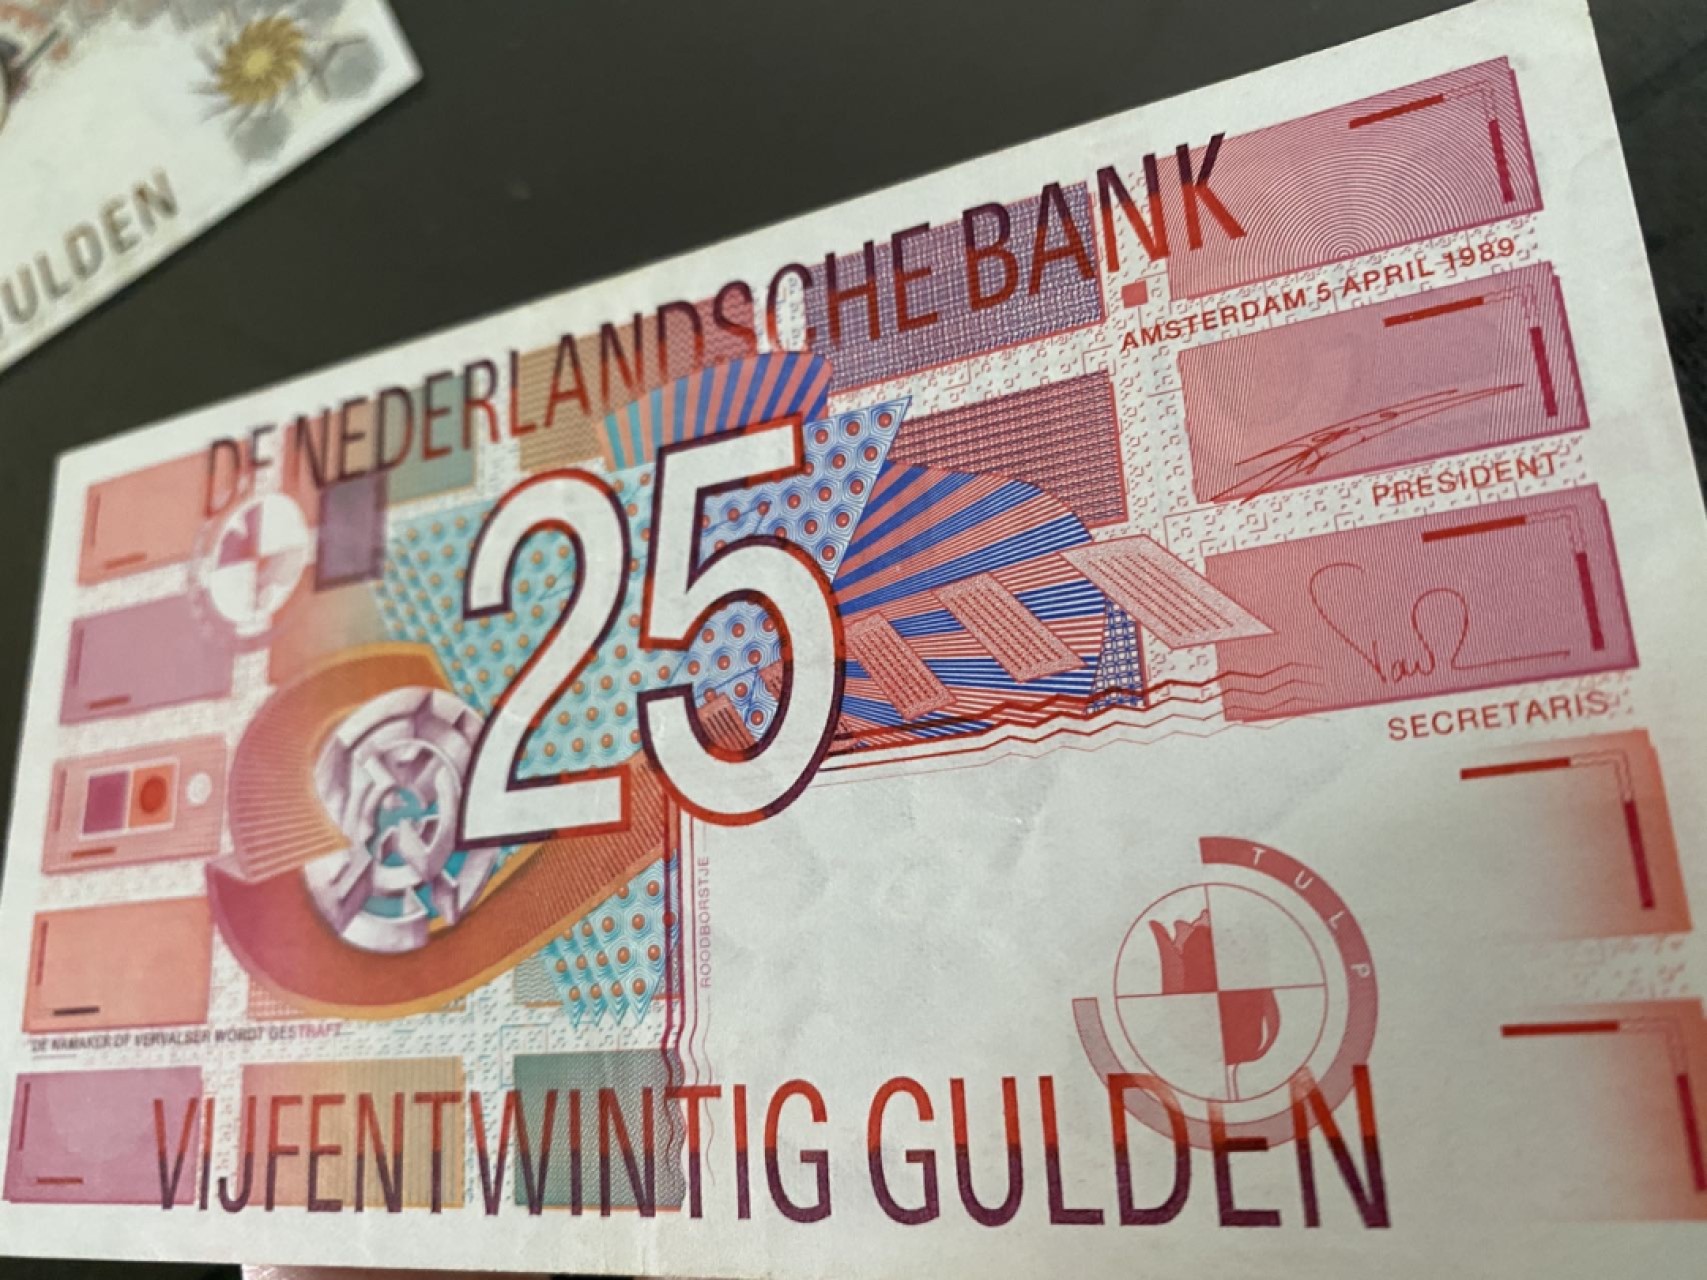 GULDEN
DE NEDERLANDSCHE BANK
AMSTERDAM 5 APRIL 1989
25
PRESIDENT
SECRETARIS
ROODBORSTJE
TULP
DE NAMAKER OF VERVALSER WORDT GESTRAFT
VIJFENTWINTIG GULDEN